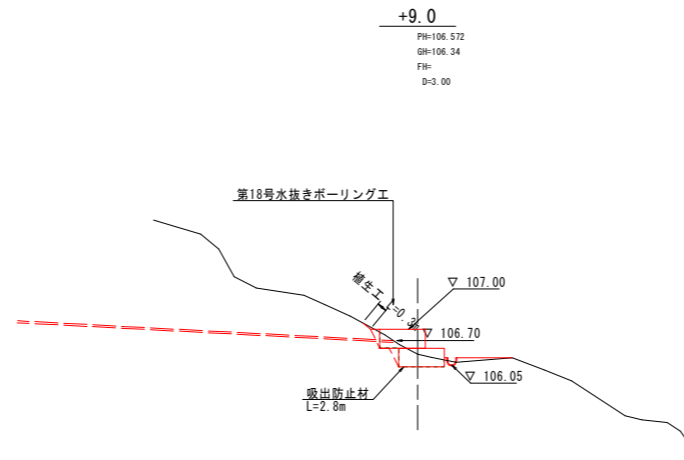 +9.0
PH=106.572
GH=106.34
FH=
D=3.00
第18号水抜きボーリング工
植生工 L=0.3m
▽ 107.00
▽ 106.70
▽ 106.05
吸出防止材
L=2.8m